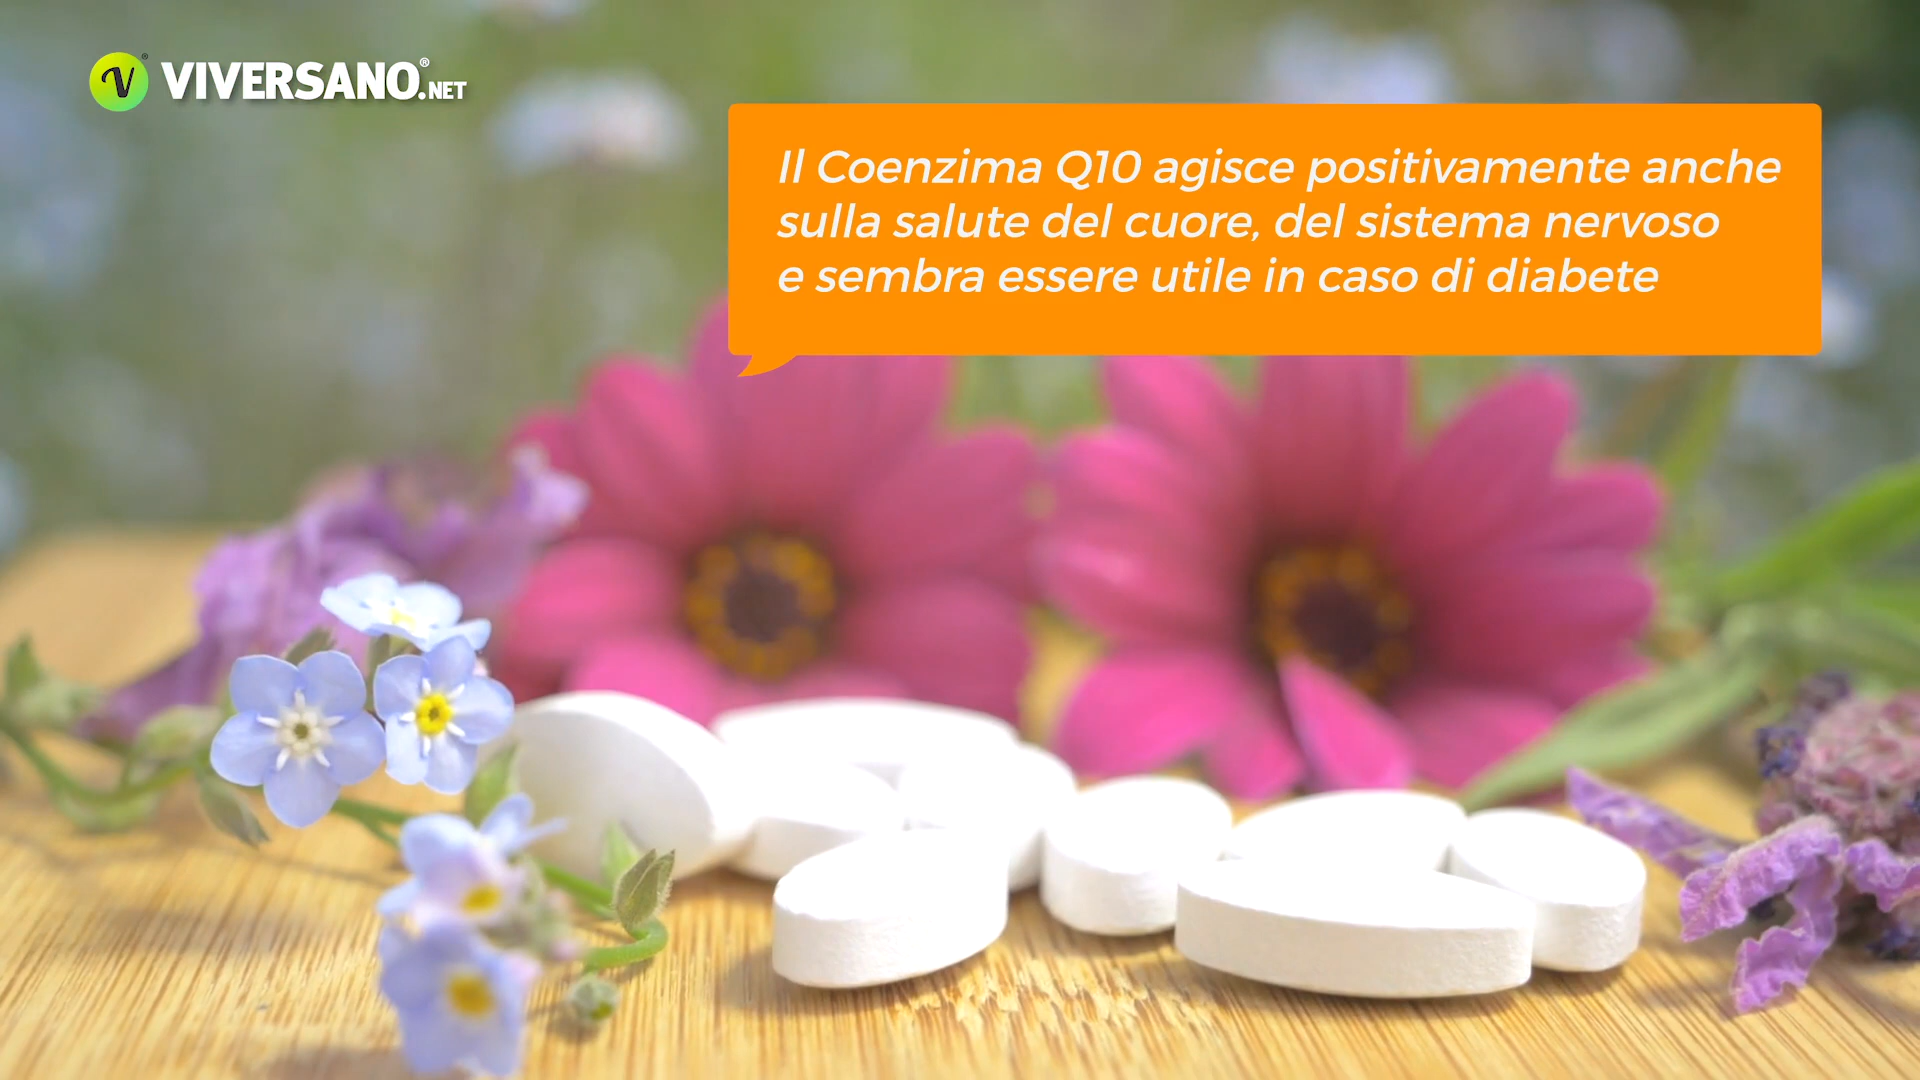 VIVERSANO®.NET
Il Coenzima Q10 agisce positivamente anche
sulla salute del cuore, del sistema nervoso
e sembra essere utile in caso di diabete